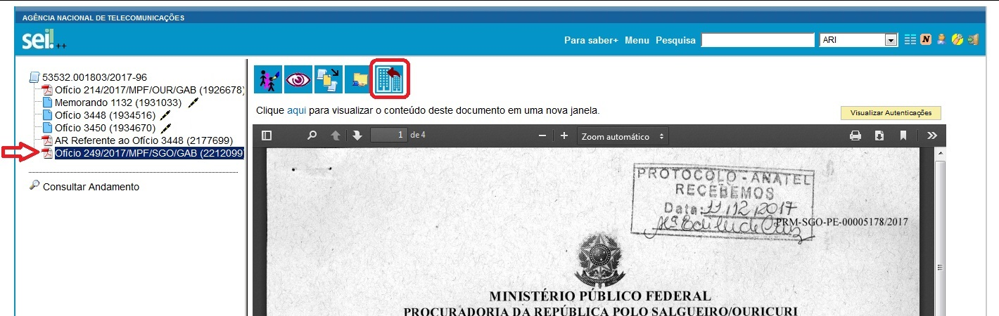 AGÊNCIA NACIONAL DE TELECOMUNICAÇÕES
sei! ++
Para saber+ Menu Pesquisa ARI
N
53532.001803/2017-96
Ofício 214/2017/MPF/OUR/GAB (1926678)
Memorando 1132 (1931033)
Ofício 3448 (1934516)
Ofício 3450 (1934670)
AR Referente ao Ofício 3448 (2177699)
Ofício 249/2017/MPF/SGO/GAB (2212099)
Consultar Andamento
Clique aqui para visualizar o conteúdo deste documento em uma nova janela.
Visualizar Autenticações
1 de 4
Zoom automático
PROTOCOLO - ANATEL
RECEBEMOS
Data: 11/12/2017
PRM-SGO-PE-00005178/2017
MINISTÉRIO PÚBLICO FEDERAL
PROCURADORIA DA REPÚBLICA POLO SALGUEIRO/OURICURI